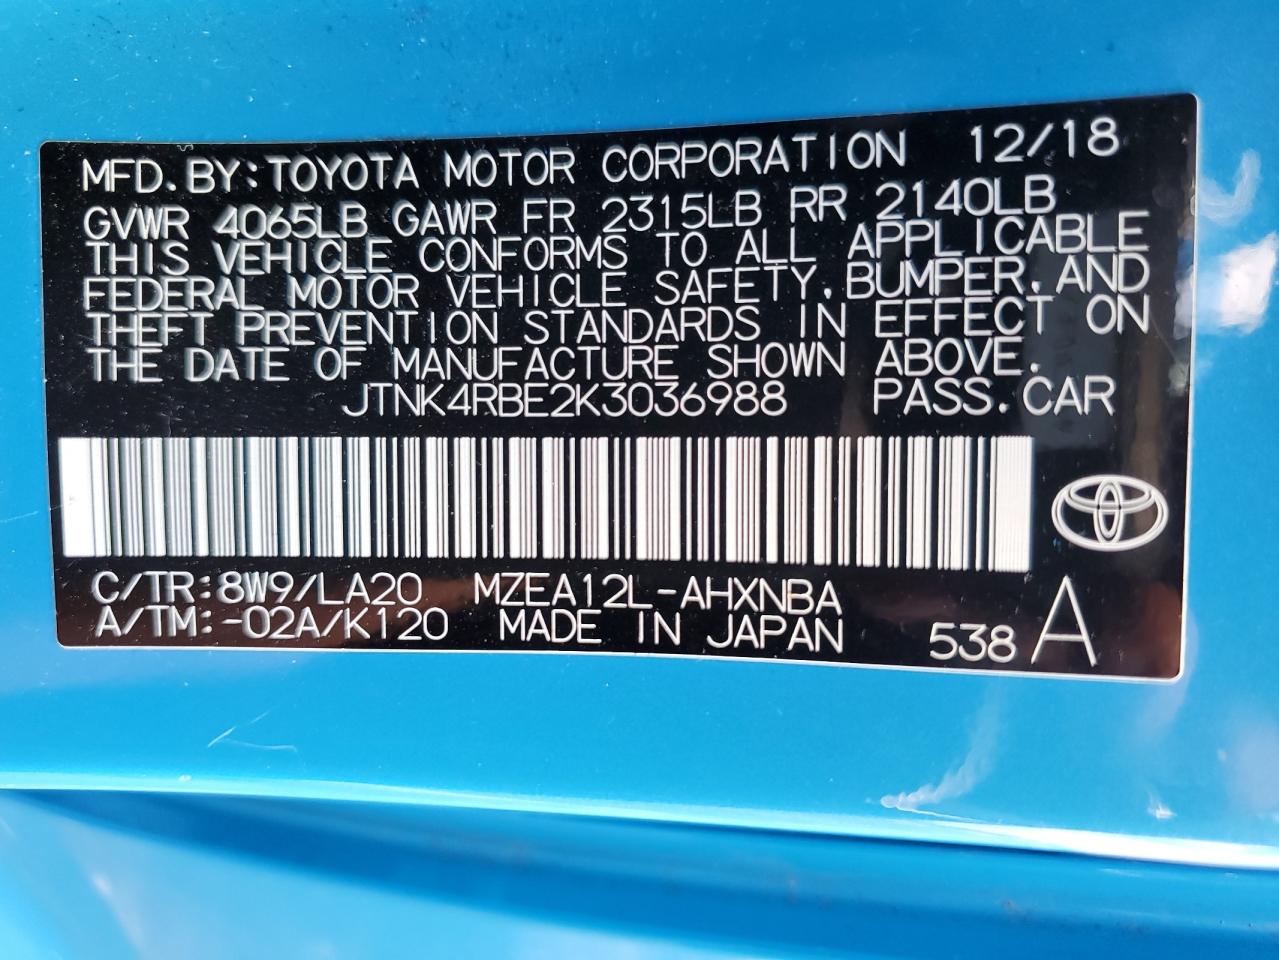 MFD.BY:TOYOTA MOTOR CORPORATION 12/18
GVWR 4065LB GAWR FR 2315LB RR 2140LB
THIS VEHICLE CONFORMS TO ALL APPLICABLE
FEDERAL MOTOR VEHICLE SAFETY,BUMPER,AND
THEFT PREVENTION STANDARDS IN EFFECT ON
THE DATE OF MANUFACTURE SHOWN ABOVE.
JTNK4RBE2K3036988 PASS.CAR
C/TR:8W9/LA20 MZEA12L-AHXNBA
A/TM:-02A/K120 MADE IN JAPAN 538 A